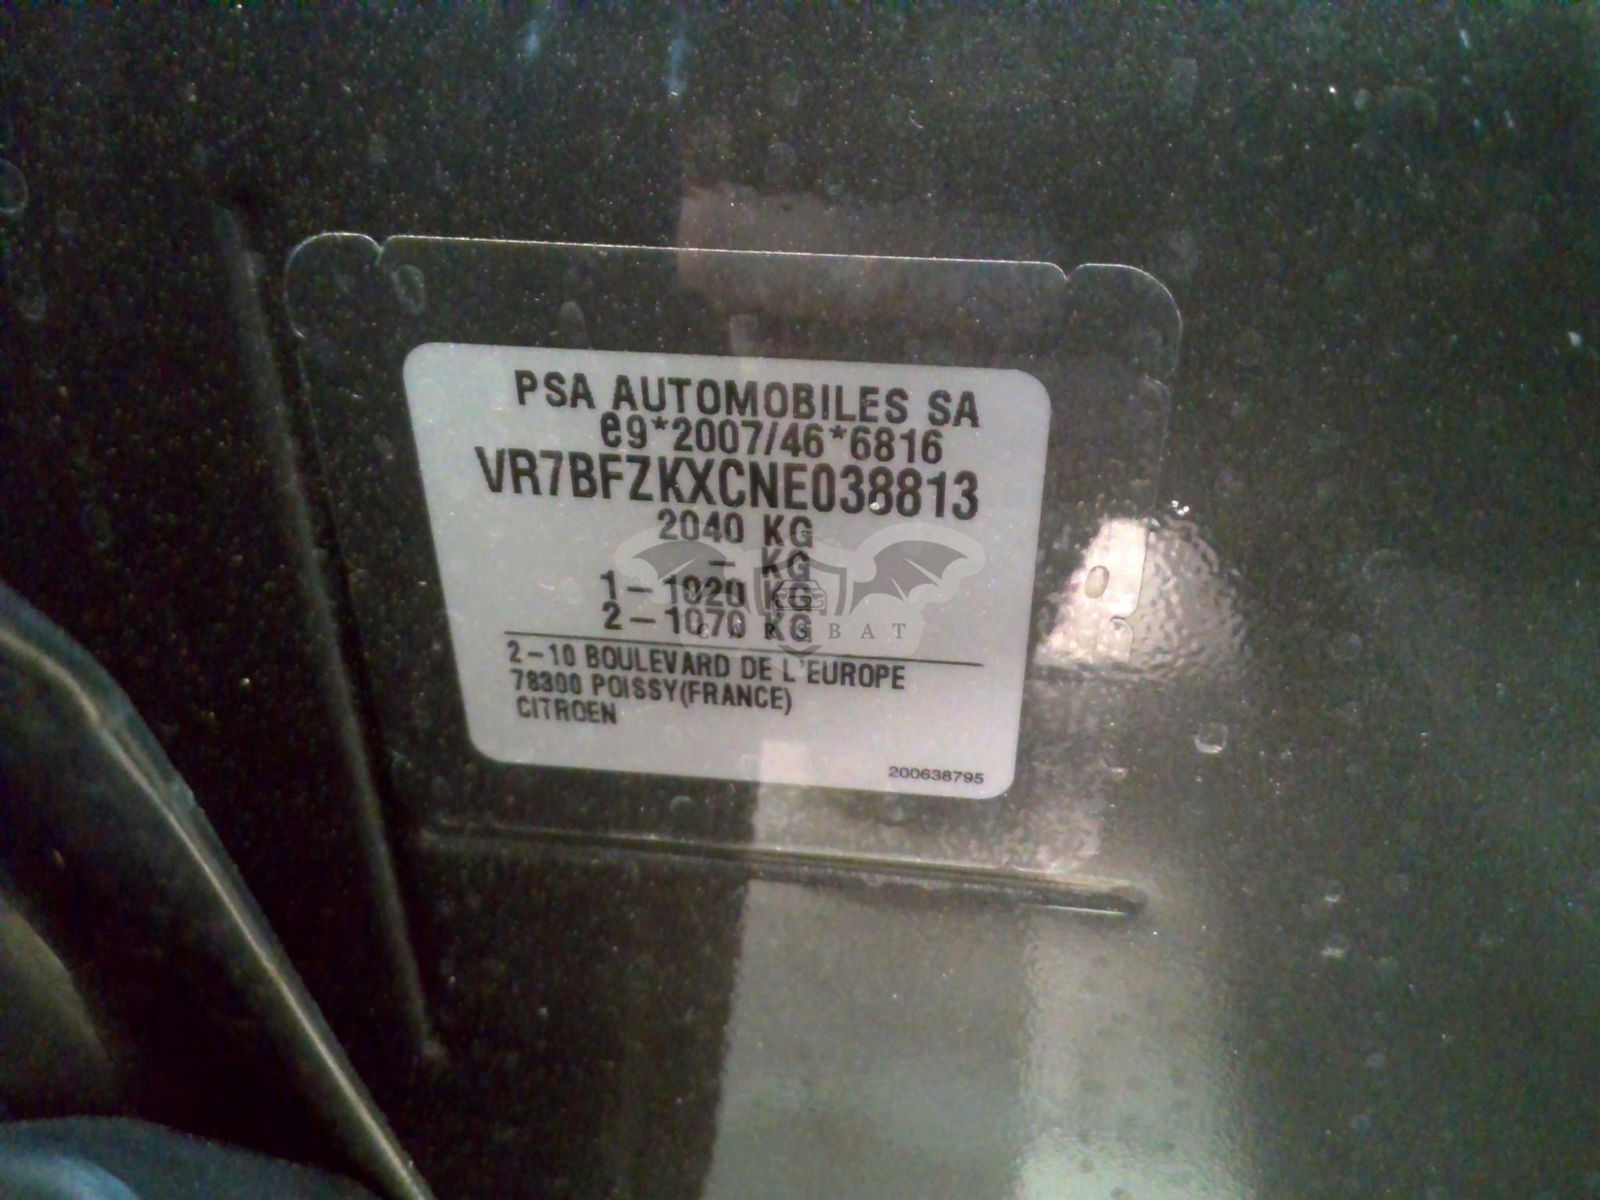 PSA AUTOMOBILES SA
e9*2007/46*6816
VR7BFZKXCNE038813
2040 KG
- KG
1-1020 KG
2-1070 KG
CARSBAT
2-10 BOULEVARD DE L'EUROPE
78300 POISSY(FRANCE)
CITROEN
200638795